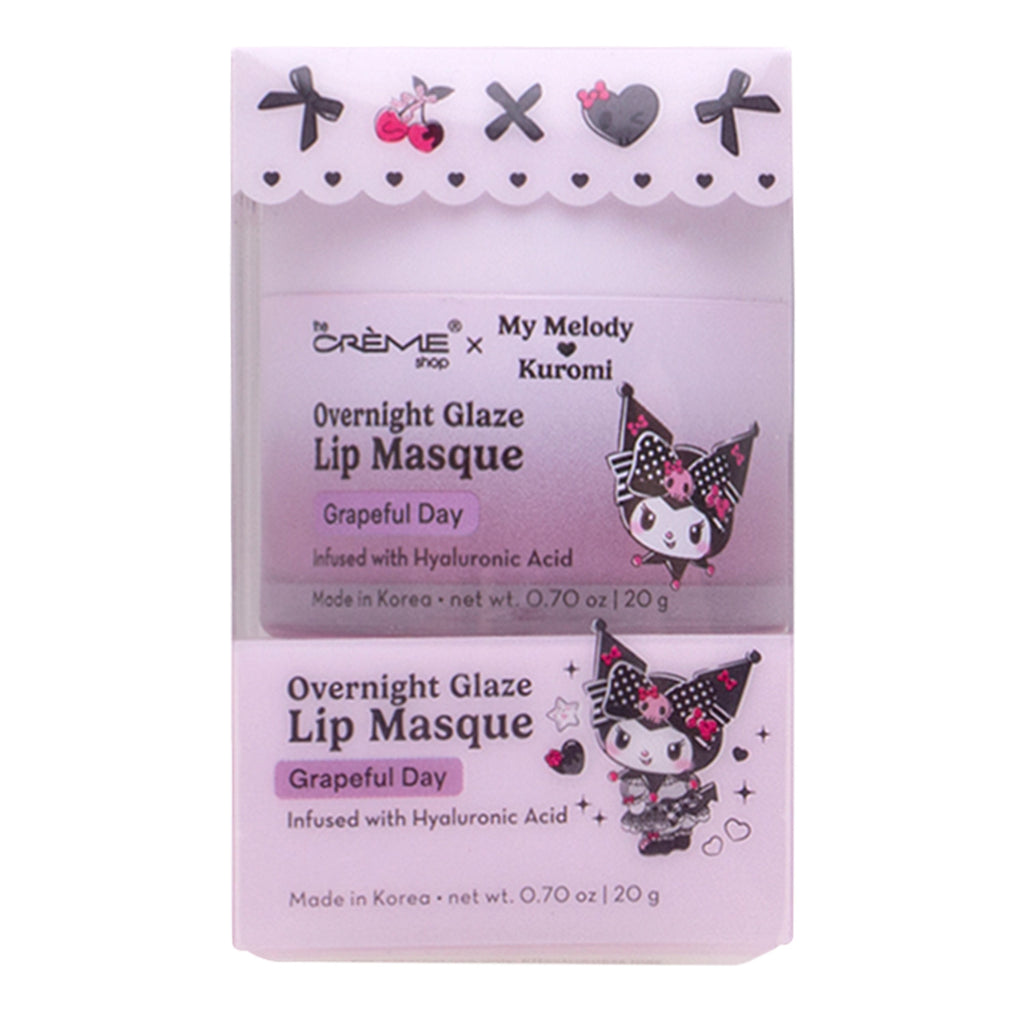 the
CRÈME®
shop
x
My Melody
Kuromi
Overnight Glaze
Lip Masque
Grapeful Day
Infused with Hyaluronic Acid
Made in Korea • net wt. 0.70 oz | 20 g
Overnight Glaze
Lip Masque
Grapeful Day
Infused with Hyaluronic Acid
Made in Korea • net wt. 0.70 oz | 20 g